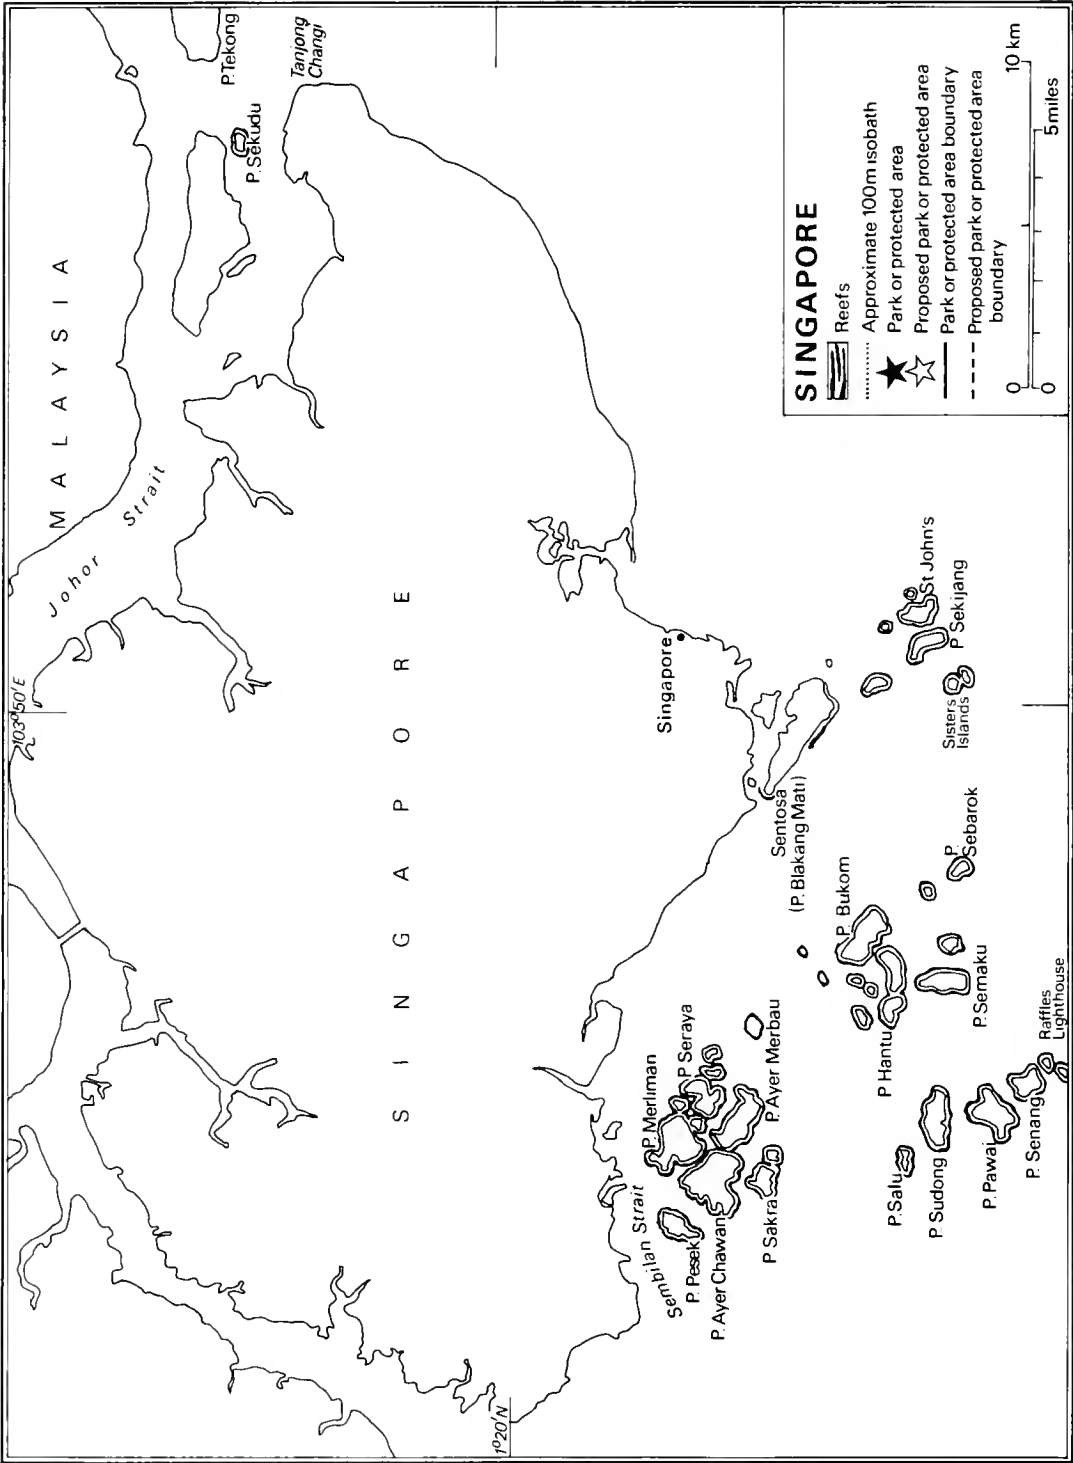 103°50'E
MALAYSIA
Johor Strait
P.Tekong
P.Sekudu
Tanjong
Changi
SINGAPORE
1°20'N
Singapore
Sembilan Strait
P. Merliman
P Seraya
P. Pesek
P. Ayer Chawan
P Sakra
P. Ayer Merbau
Sentosa
(P. Blakang Mati)
P. Bukom
P Hantu
P.Semaku
P.
Sebarok
Sisters
Islands
P Sekijang
St John's
P.Salu
P. Sudong
P. Pawai
P. Senang
Raffles
Lighthouse
SINGAPORE
Reefs
Approximate 100m isobath
Park or protected area
Proposed park or protected area
Park or protected area boundary
Proposed park or protected area
boundary
0 10 km
0 5miles